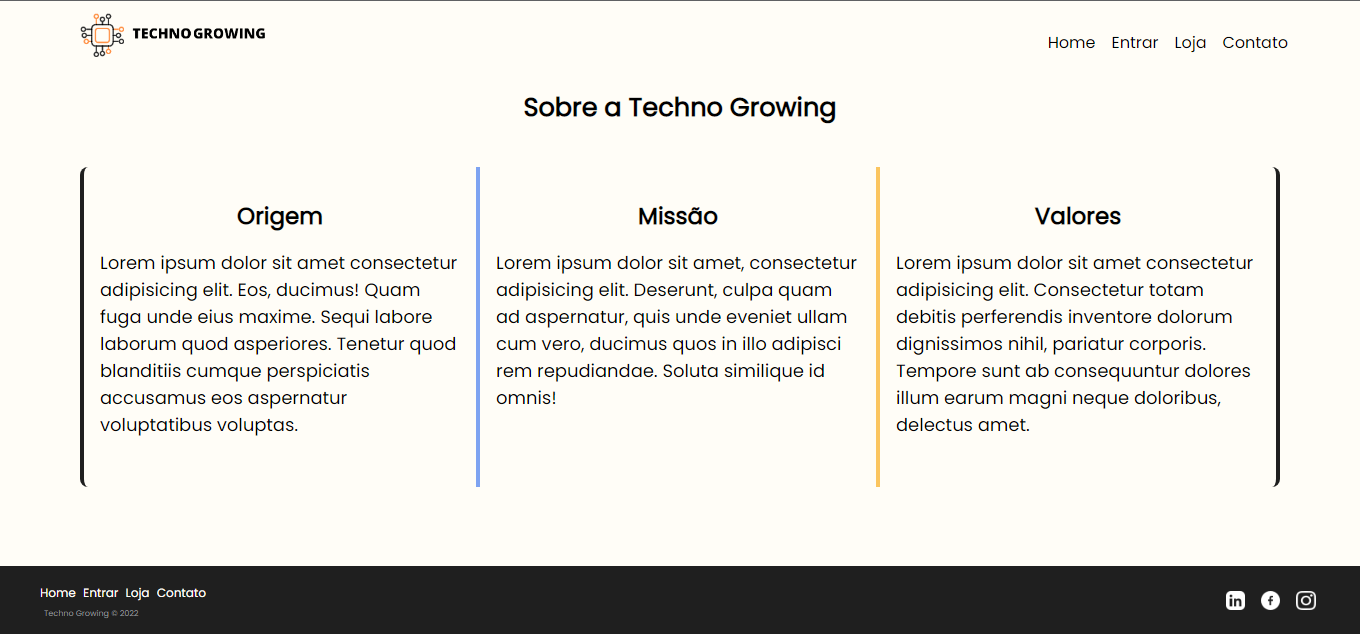 TECHNO GROWING
Home Entrar Loja Contato
Sobre a Techno Growing
Origem
Lorem ipsum dolor sit amet consectetur
adipisicing elit. Eos, ducimus! Quam
fuga unde eius maxime. Sequi labore
laborum quod asperiores. Tenetur quod
blanditiis cumque perspiciatis
accusamus eos aspernatur
voluptatibus voluptas.
Missão
Lorem ipsum dolor sit amet, consectetur
adipisicing elit. Deserunt, culpa quam
ad aspernatur, quis unde eveniet ullam
cum vero, ducimus quos in illo adipisci
rem repudiandae. Soluta similique id
omnis!
Valores
Lorem ipsum dolor sit amet consectetur
adipisicing elit. Consectetur totam
debitis perferendis inventore dolorum
dignissimos nihil, pariatur corporis.
Tempore sunt ab consequuntur dolores
illum earum magni neque doloribus,
delectus amet.
Home Entrar Loja Contato
Techno Growing © 2022